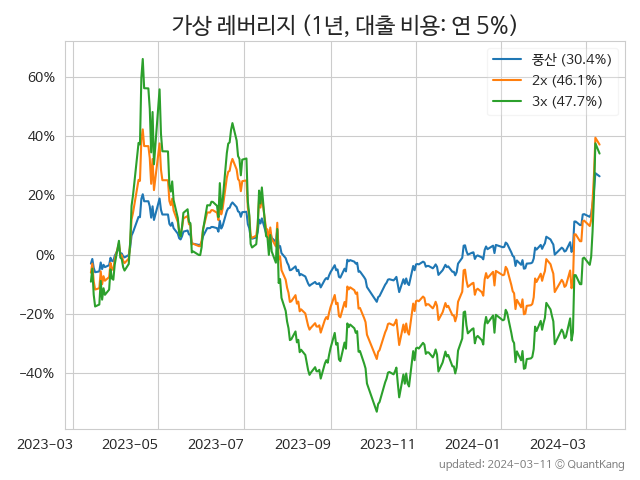 가상 레버리지 (1년, 대출 비용: 연 5%)
풍산 (30.4%)
2x (46.1%)
3x (47.7%)
60%
40%
20%
0%
−20%
−40%
2023-03 2023-05 2023-07 2023-09 2023-11 2024-01 2024-03
updated: 2024-03-11 © QuantKang